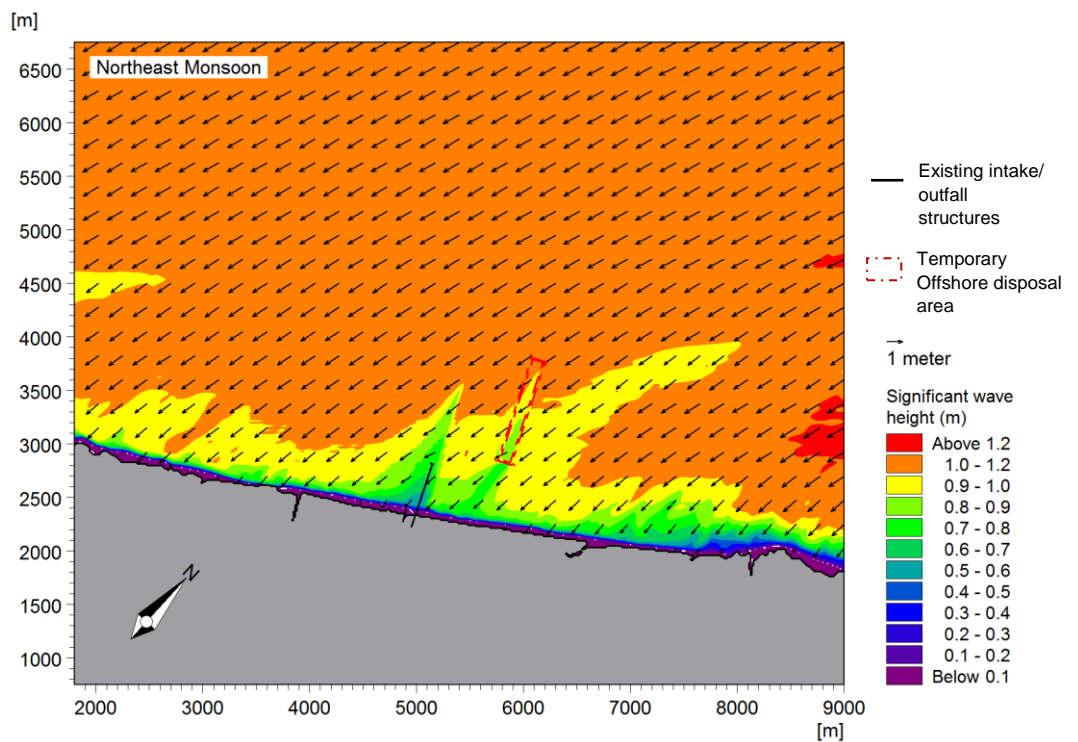 [m]
Northeast Monsoon
6500
6000
5500
5000
4500
4000
3500
3000
2500
2000
1500
1000
N
2000 3000 4000 5000 6000 7000 8000 9000
[m]
Existing intake/
outfall
structures
Temporary
Offshore disposal
area
1 meter
Significant wave
height (m)
Above 1.2
1.0 - 1.2
0.9 - 1.0
0.8 - 0.9
0.7 - 0.8
0.6 - 0.7
0.5 - 0.6
0.4 - 0.5
0.3 - 0.4
0.2 - 0.3
0.1 - 0.2
Below 0.1